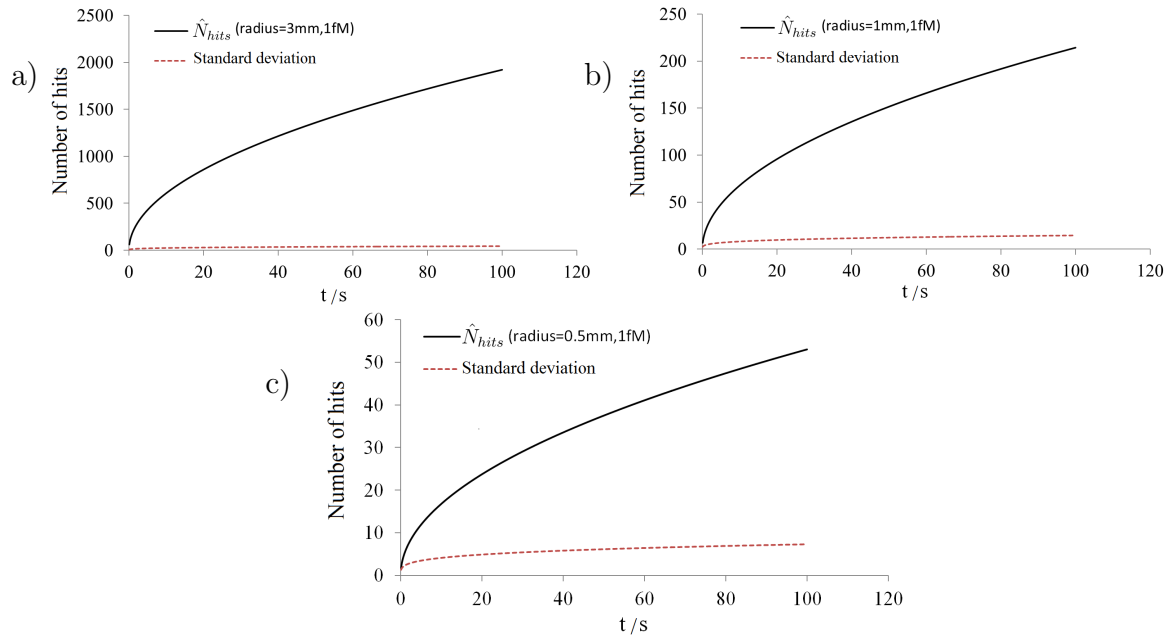 a)
Number of hits
2500
2000
1500
1000
500
0
N̂hits (radius=3mm,1fM)
Standard deviation
0 20 40 60 80 100 120
t /s
b)
Number of hits
250
200
150
100
50
0
N̂hits (radius=1mm,1fM)
Standard deviation
0 20 40 60 80 100 120
t /s
c)
Number of hits
60
50
40
30
20
10
0
N̂hits (radius=0.5mm,1fM)
Standard deviation
0 20 40 60 80 100 120
t /s